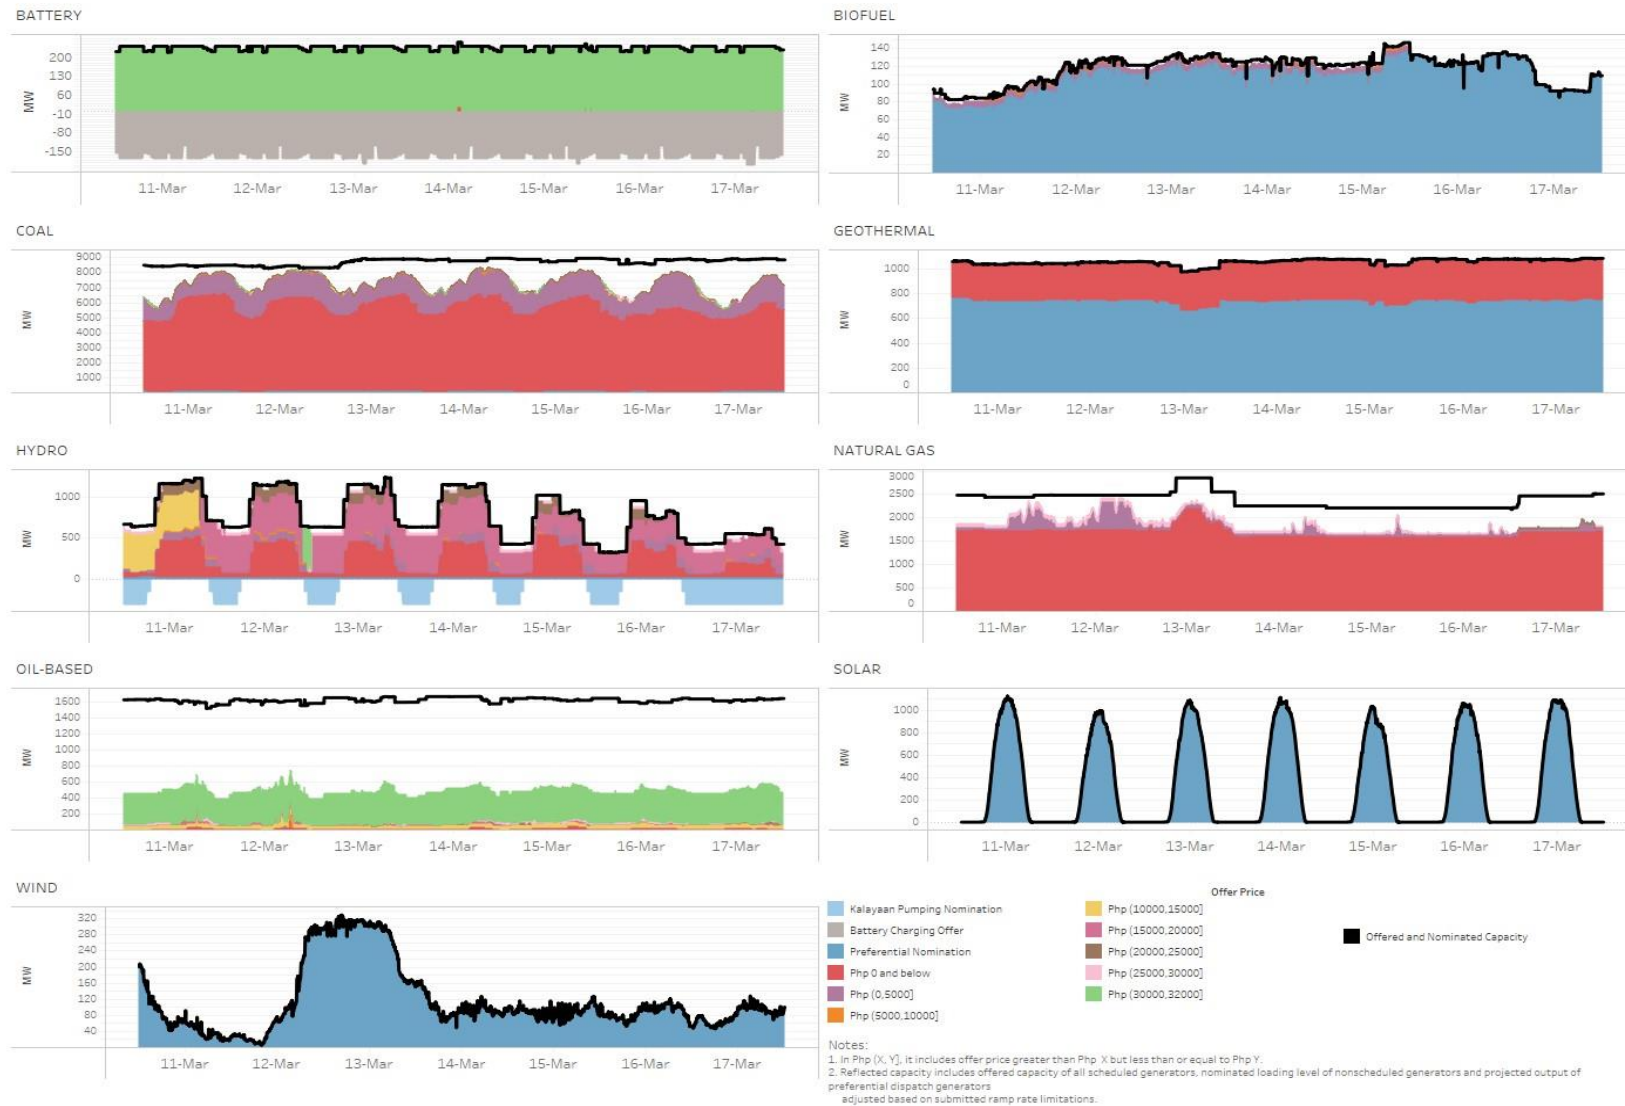 BATTERY
200
130
60
-10
-80
-150
MW
11-Mar 12-Mar 13-Mar 14-Mar 15-Mar 16-Mar 17-Mar
BIOFUEL
140
120
100
80
60
40
20
MW
11-Mar 12-Mar 13-Mar 14-Mar 15-Mar 16-Mar 17-Mar
COAL
9000
8000
7000
6000
5000
4000
3000
2000
1000
MW
11-Mar 12-Mar 13-Mar 14-Mar 15-Mar 16-Mar 17-Mar
GEOTHERMAL
1000
800
600
400
200
0
MW
11-Mar 12-Mar 13-Mar 14-Mar 15-Mar 16-Mar 17-Mar
HYDRO
1000
500
0
MW
11-Mar 12-Mar 13-Mar 14-Mar 15-Mar 16-Mar 17-Mar
NATURAL GAS
3000
2500
2000
1500
1000
500
0
MW
11-Mar 12-Mar 13-Mar 14-Mar 15-Mar 16-Mar 17-Mar
OIL-BASED
1600
1400
1200
1000
800
600
400
200
MW
11-Mar 12-Mar 13-Mar 14-Mar 15-Mar 16-Mar 17-Mar
SOLAR
1000
800
600
400
200
0
MW
11-Mar 12-Mar 13-Mar 14-Mar 15-Mar 16-Mar 17-Mar
WIND
320
280
240
200
160
120
80
40
MW
11-Mar 12-Mar 13-Mar 14-Mar 15-Mar 16-Mar 17-Mar
Offer Price
Kalayaan Pumping Nomination
Battery Charging Offer
Preferential Nomination
Php 0 and below
Php (0,5000]
Php (5000,10000]
Php (10000,15000]
Php (15000,20000]
Php (20000,25000]
Php (25000,30000]
Php (30000,32000]
Offered and Nominated Capacity
Notes:
1. In Php (X, Y], it includes offer price greater than Php X but less than or equal to Php Y.
2. Reflected capacity includes offered capacity of all scheduled generators, nominated loading level of nonscheduled generators and projected output of
preferential dispatch generators
adjusted based on submitted ramp rate limitations.